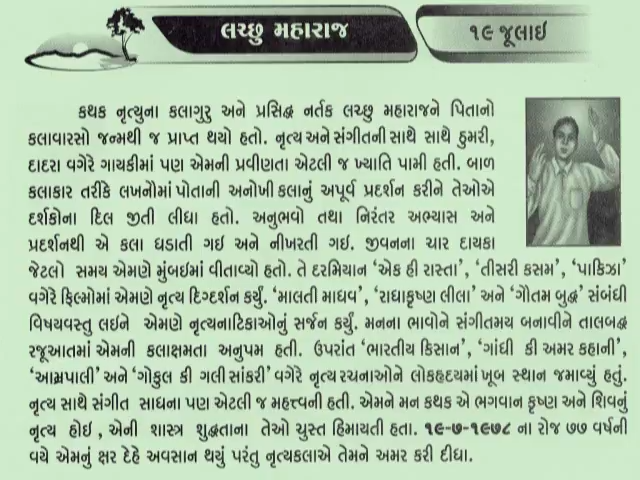 લચ્છુ મહારાજ
૧૯ જૂલાઇ
કથક નૃત્યુના કલાગુરુ અને પ્રસિદ્ધ નર્તક લચ્છુ મહારાજને પિતાનો
કલાવારસો જન્મથી જ પ્રાપ્ત થયો હતો. નૃત્ય અને સંગીતની સાથે સાથે ઠુમરી,
દાદરા વગેરે ગાયકીમાં પણ એમની પ્રવીણતા એટલી જ ખ્યાતિ પામી હતી. બાળ
કલાકાર તરીકે લખનૌમાં પોતાની અનોખી કલાનું અપૂર્વ પ્રદર્શન કરીને તેઓએ
દર્શકોના દિલ જીતી લીધા હતો. અનુભવો તથા નિરંતર અભ્યાસ અને
પ્રદર્શનથી એ કલા ઘડાતી ગઇ અને નીખરતી ગઇ. જીવનના ચાર દાયકા
જેટલો સમય એમણે મુંબઇમાં વીતાવ્યો હતો. તે દરમિયાન ‘એક હી રાસ્તા’, ‘તીસરી કસમ’, ‘પાકિઝા’
વગેરે ફિલ્મોમાં એમણે નૃત્ય દિગ્દર્શન કર્યું. ‘માલતી માધવ’, ‘રાધાકૃષ્ણ લીલા’ અને ‘ગૌતમ બુદ્ધ’ સંબંધી
વિષયવસ્તુ લઇને એમણે નૃત્યનાટિકાઓનું સર્જન કર્યું. મનના ભાવોને સંગીતમય બનાવીને તાલબદ્ધ
રજૂઆતમાં એમની કલાક્ષમતા અનુપમ હતી. ઉપરાંત ‘ભારતીય કિસાન’, ‘ગાંધી કી અમર કહાની’,
‘આમ્રપાલી’ અને ‘ગોકુલ કી ગલી સાંકરી’ વગેરે નૃત્ય રચનાઓને લોકહૃદયમાં ખૂબ સ્થાન જમાવ્યું હતું.
નૃત્ય સાથે સંગીત સાધના પણ એટલી જ મહત્ત્વની હતી. એમને મન કથક એ ભગવાન કૃષ્ણ અને શિવનું
નૃત્ય હોઇ , એની શાસ્ત્ર શુદ્ધતાના તેઓ ચુસ્ત હિમાયતી હતા. ૧૯-૭-૧૯૭૮ ના રોજ ૭૭ વર્ષની
વયે એમનું ક્ષર દેહે અવસાન થયું પરંતુ નૃત્યકલાએ તેમને અમર કરી દીધા.